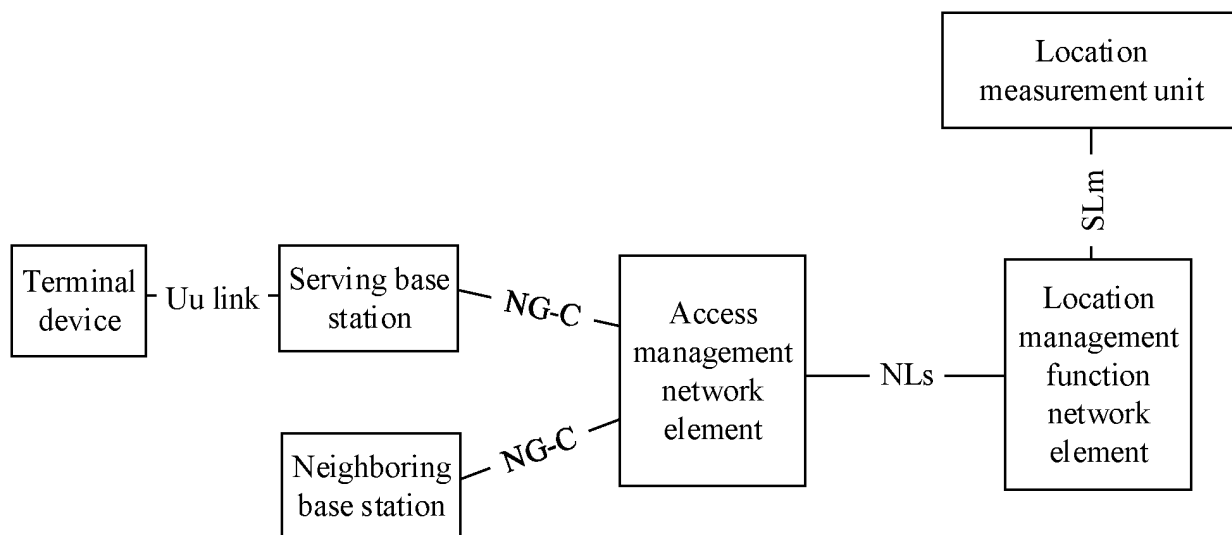 Location
measurement unit
SLm
Terminal
device
Uu link
Serving base
station
NG-C
Access
management
network
element
NLs
Location
management
function
network
element
NG-C
Neighboring
base station